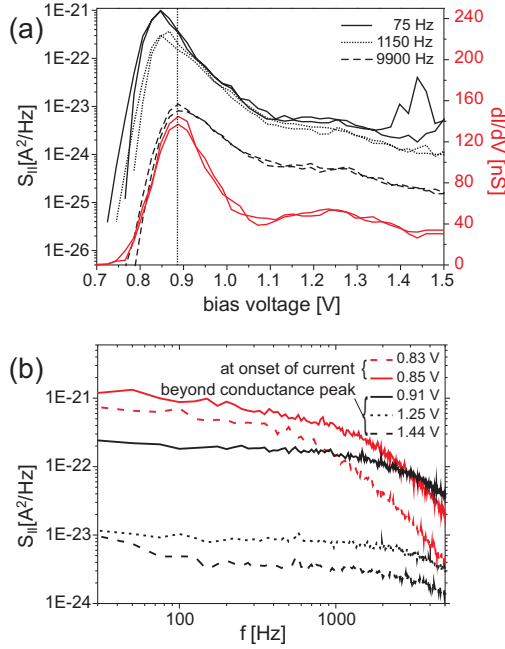 (a)
75 Hz
1150 Hz
9900 Hz
1E-21
1E-22
1E-23
1E-24
1E-25
1E-26
S_II[A²/Hz]
240
200
160
120
80
40
0
dI/dV [nS]
0.7 0.8 0.9 1.0 1.1 1.2 1.3 1.4 1.5
bias voltage [V]
(b)
at onset of current
beyond conductance peak
0.83 V
0.85 V
0.91 V
1.25 V
1.44 V
1E-21
1E-22
1E-23
1E-24
S_II[A²/Hz]
100 1000
f [Hz]